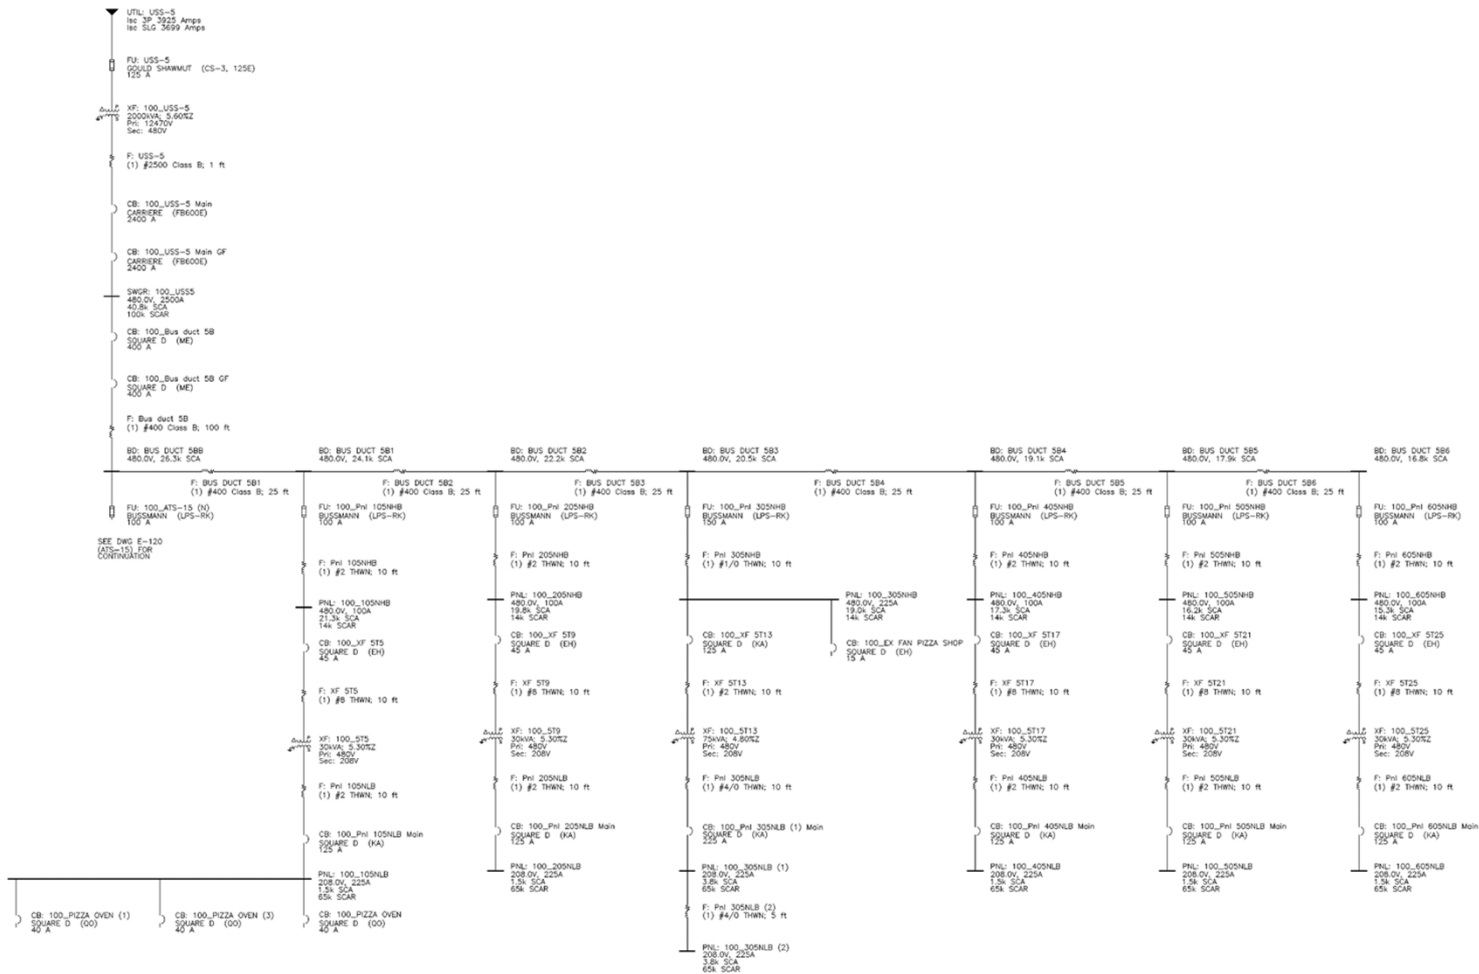 UTIL: USS-5
Isc 3P 3925 Amps
Isc SLG 3699 Amps
FU: USS-5
GOULD SHAWMUT (CS-3, 125E)
125 A
XF: 100_USS-5
2000kVA; 5.60%Z
Pri: 12470V
Sec: 480V
F: USS-5
(1) #2500 Class B; 1 ft
CB: 100_USS-5 Main
CARRIERE (FB600E)
2400 A
CB: 100_USS-5 Main GF
CARRIERE (FB600E)
2400 A
SWGR: 100_USS5
480.0V, 2500A
40.8k SCA
100k SCAR
CB: 100_Bus duct 5B
SQUARE D (ME)
400 A
CB: 100_Bus duct 5B GF
SQUARE D (ME)
400 A
F: Bus duct 5B
(1) #400 Class B; 100 ft
BD: BUS DUCT 5BB
480.0V, 26.3k SCA
F: BUS DUCT 5B1
(1) #400 Class B; 25 ft
FU: 100_ATS-15 (N)
BUSSMANN (LPS-RK)
100 A
SEE DWG E-120
(ATS-15) FOR
CONTINUATION
BD: BUS DUCT 5B1
480.0V, 24.1k SCA
F: BUS DUCT 5B2
(1) #400 Class B; 25 ft
FU: 100_Pnl 105NHB
BUSSMANN (LPS-RK)
100 A
F: Pnl 105NHB
(1) #2 THWN; 10 ft
PNL: 100_105NHB
480.0V, 100A
21.3k SCA
14k SCAR
CB: 100_XF 5T5
SQUARE D (EH)
45 A
F: XF 5T5
(1) #8 THWN; 10 ft
XF: 100_5T5
30kVA; 5.30%Z
Pri: 480V
Sec: 208V
F: Pnl 105NLB
(1) #2 THWN; 10 ft
CB: 100_Pnl 105NLB Main
SQUARE D (KA)
125 A
PNL: 100_105NLB
208.0V, 225A
1.5k SCA
65k SCAR
CB: 100_PIZZA OVEN (1)
SQUARE D (QO)
40 A
CB: 100_PIZZA OVEN (3)
SQUARE D (QO)
40 A
CB: 100_PIZZA OVEN
SQUARE D (QO)
40 A
BD: BUS DUCT 5B2
480.0V, 22.2k SCA
F: BUS DUCT 5B3
(1) #400 Class B; 25 ft
FU: 100_Pnl 205NHB
BUSSMANN (LPS-RK)
100 A
F: Pnl 205NHB
(1) #2 THWN; 10 ft
PNL: 100_205NHB
480.0V, 100A
19.8k SCA
14k SCAR
CB: 100_XF 5T9
SQUARE D (EH)
45 A
F: XF 5T9
(1) #8 THWN; 10 ft
XF: 100_5T9
30kVA; 5.30%Z
Pri: 480V
Sec: 208V
F: Pnl 205NLB
(1) #2 THWN; 10 ft
CB: 100_Pnl 205NLB Main
SQUARE D (KA)
125 A
PNL: 100_205NLB
208.0V, 225A
1.5k SCA
65k SCAR
BD: BUS DUCT 5B3
480.0V, 20.5k SCA
F: BUS DUCT 5B4
(1) #400 Class B; 25 ft
FU: 100_Pnl 305NHB
BUSSMANN (LPS-RK)
150 A
F: Pnl 305NHB
(1) #1/0 THWN; 10 ft
PNL: 100_305NHB
480.0V, 225A
19.0k SCA
14k SCAR
CB: 100_XF 5T13
SQUARE D (KA)
125 A
CB: 100_EX FAN PIZZA SHOP
SQUARE D (EH)
15 A
F: XF 5T13
(1) #2 THWN; 10 ft
XF: 100_5T13
75kVA; 4.80%Z
Pri: 480V
Sec: 208V
F: Pnl 305NLB
(1) #4/0 THWN; 10 ft
CB: 100_Pnl 305NLB (1) Main
SQUARE D (KA)
225 A
PNL: 100_305NLB (1)
208.0V, 225A
3.8k SCA
65k SCAR
F: Pnl 305NLB (2)
(1) #4/0 THWN; 5 ft
PNL: 100_305NLB (2)
208.0V, 225A
3.8k SCA
65k SCAR
BD: BUS DUCT 5B4
480.0V, 19.1k SCA
F: BUS DUCT 5B5
(1) #400 Class B; 25 ft
FU: 100_Pnl 405NHB
BUSSMANN (LPS-RK)
100 A
F: Pnl 405NHB
(1) #2 THWN; 10 ft
PNL: 100_405NHB
480.0V, 100A
17.3k SCA
14k SCAR
CB: 100_XF 5T17
SQUARE D (EH)
45 A
F: XF 5T17
(1) #8 THWN; 10 ft
XF: 100_5T17
30kVA; 5.30%Z
Pri: 480V
Sec: 208V
F: Pnl 405NLB
(1) #2 THWN; 10 ft
CB: 100_Pnl 405NLB Main
SQUARE D (KA)
125 A
PNL: 100_405NLB
208.0V, 225A
1.5k SCA
65k SCAR
BD: BUS DUCT 5B5
480.0V, 17.9k SCA
F: BUS DUCT 5B6
(1) #400 Class B; 25 ft
FU: 100_Pnl 505NHB
BUSSMANN (LPS-RK)
100 A
F: Pnl 505NHB
(1) #2 THWN; 10 ft
PNL: 100_505NHB
480.0V, 100A
16.2k SCA
14k SCAR
CB: 100_XF 5T21
SQUARE D (EH)
45 A
F: XF 5T21
(1) #8 THWN; 10 ft
XF: 100_5T21
30kVA; 5.30%Z
Pri: 480V
Sec: 208V
F: Pnl 505NLB
(1) #2 THWN; 10 ft
CB: 100_Pnl 505NLB Main
SQUARE D (KA)
125 A
PNL: 100_505NLB
208.0V, 225A
1.5k SCA
65k SCAR
BD: BUS DUCT 5B6
480.0V, 16.8k SCA
FU: 100_Pnl 605NHB
BUSSMANN (LPS-RK)
100 A
F: Pnl 605NHB
(1) #2 THWN; 10 ft
PNL: 100_605NHB
480.0V, 100A
15.3k SCA
14k SCAR
CB: 100_XF 5T25
SQUARE D (EH)
45 A
F: XF 5T25
(1) #8 THWN; 10 ft
XF: 100_5T25
30kVA; 5.30%Z
Pri: 480V
Sec: 208V
F: Pnl 605NLB
(1) #2 THWN; 10 ft
CB: 100_Pnl 605NLB Main
SQUARE D (KA)
125 A
PNL: 100_605NLB
208.0V, 225A
1.5k SCA
65k SCAR